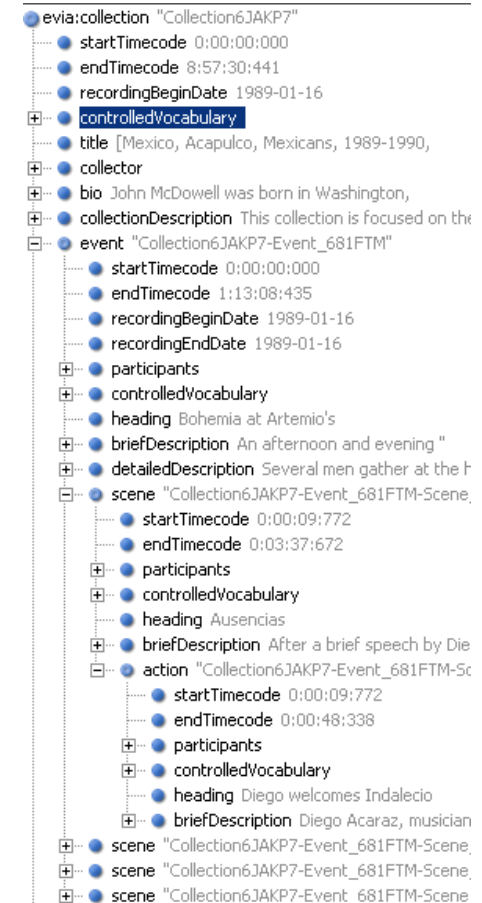 evia:collection "Collection6JAKP7"
startTimecode 0:00:00:000
endTimecode 8:57:30:441
recordingBeginDate 1989-01-16
controlledVocabulary
title [Mexico, Acapulco, Mexicans, 1989-1990,
collector
bio John McDowell was born in Washington,
collectionDescription This collection is focused on the
event "Collection6JAKP7-Event_681FTM"
startTimecode 0:00:00:000
endTimecode 1:13:08:435
recordingBeginDate 1989-01-16
recordingEndDate 1989-01-16
participants
controlledVocabulary
heading Bohemia at Artemio's
briefDescription An afternoon and evening "
detailedDescription Several men gather at the h
scene "Collection6JAKP7-Event_681FTM-Scene_
startTimecode 0:00:09:772
endTimecode 0:03:37:672
participants
controlledVocabulary
heading Ausencias
briefDescription After a brief speech by Die
action "Collection6JAKP7-Event_681FTM-Sc
startTimecode 0:00:09:772
endTimecode 0:00:48:338
participants
controlledVocabulary
heading Diego welcomes Indalecio
briefDescription Diego Acaraz, musician
scene "Collection6JAKP7-Event_681FTM-Scene_
scene "Collection6JAKP7-Event_681FTM-Scene_
scene "Collection6JAKP7-Event_681FTM-Scene